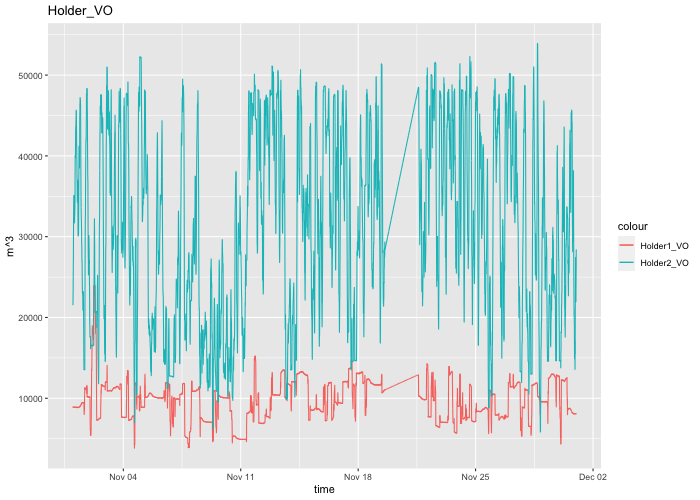 Holder_VO
m^3
50000
40000
30000
20000
10000
Nov 04
Nov 11
Nov 18
Nov 25
Dec 02
time
colour
Holder1_VO
Holder2_VO